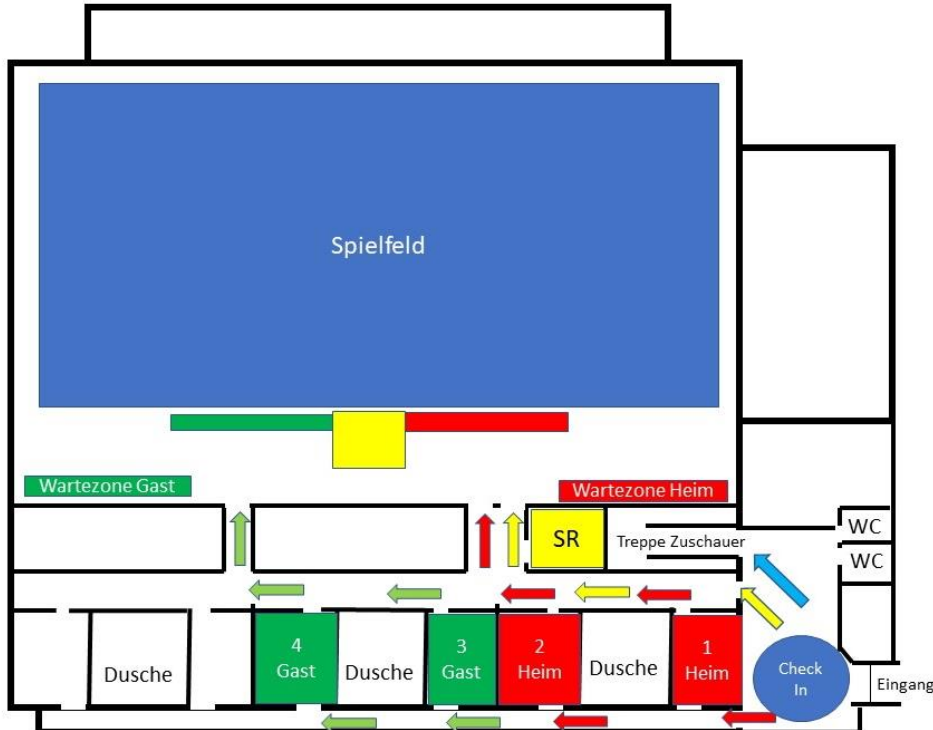 Spielfeld
Wartezone Gast
Wartezone Heim
SR
Treppe Zuschauer
WC
WC
Dusche
4
Gast
Dusche
3
Gast
2
Heim
Dusche
1
Heim
Check
In
Eingang